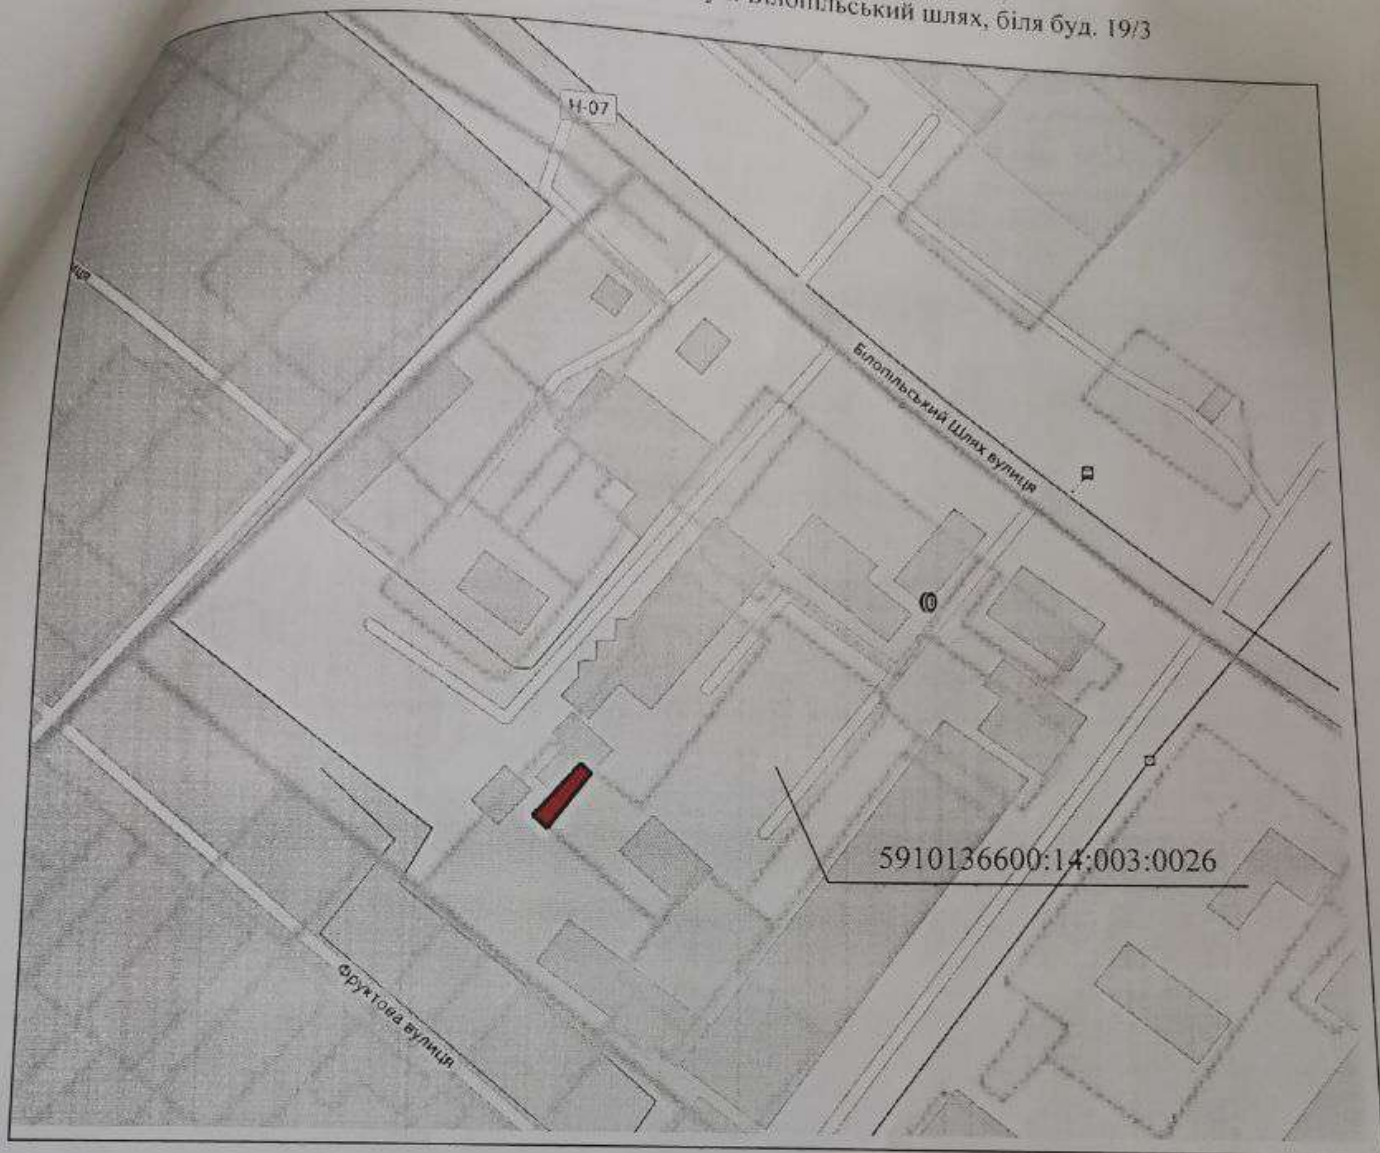 Білопільський шлях, біля буд. 19/3
Н-07
Білопільський Шлях вулиця
5910136600:14:003:0026
Фруктова вулиця